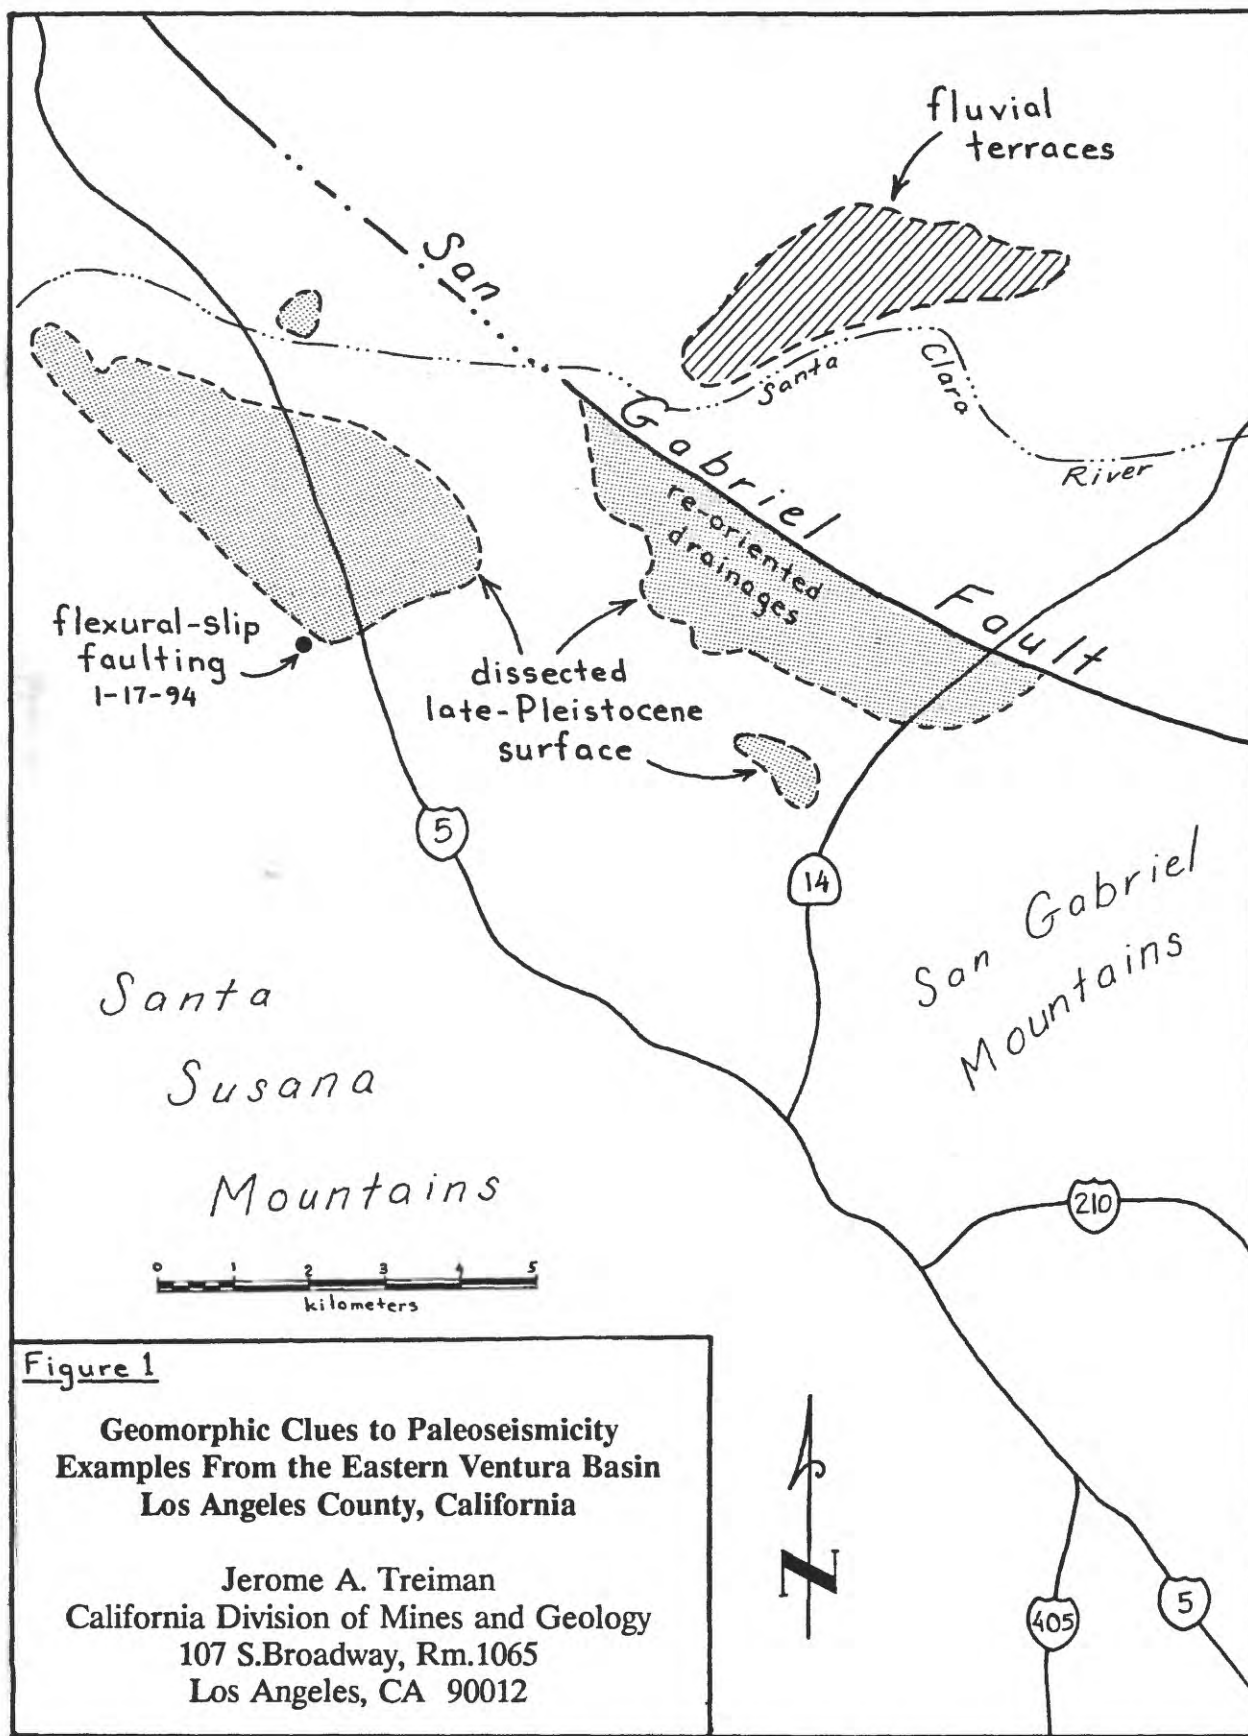 fluvial
terraces
San
Gabriel
Fault
Santa
Clara
River
re-oriented
drainages
flexural-slip
faulting
1-17-94
dissected
late-Pleistocene
surface
5
14
San Gabriel
Mountains
Santa
Susana
Mountains
210
0 1 2 3 4 5
kilometers
Figure 1
Geomorphic Clues to Paleoseismicity
Examples From the Eastern Ventura Basin
Los Angeles County, California
Jerome A. Treiman
California Division of Mines and Geology
107 S.Broadway, Rm.1065
Los Angeles, CA 90012
N
405
5